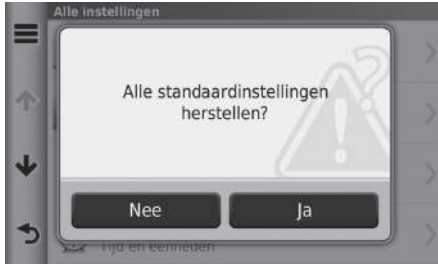 Alle instellingen
Alle standaardinstellingen
herstellen?
Nee
Ja
Tijd en eenheden